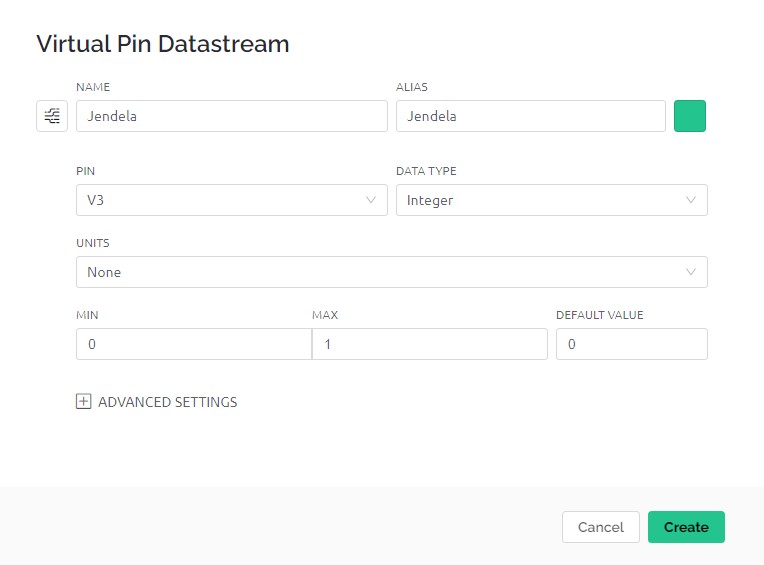 Virtual Pin Datastream
NAME ALIAS
Jendela Jendela
PIN DATA TYPE
V3 Integer
UNITS
None
MIN MAX DEFAULT VALUE
0 1 0
ADVANCED SETTINGS
Cancel Create